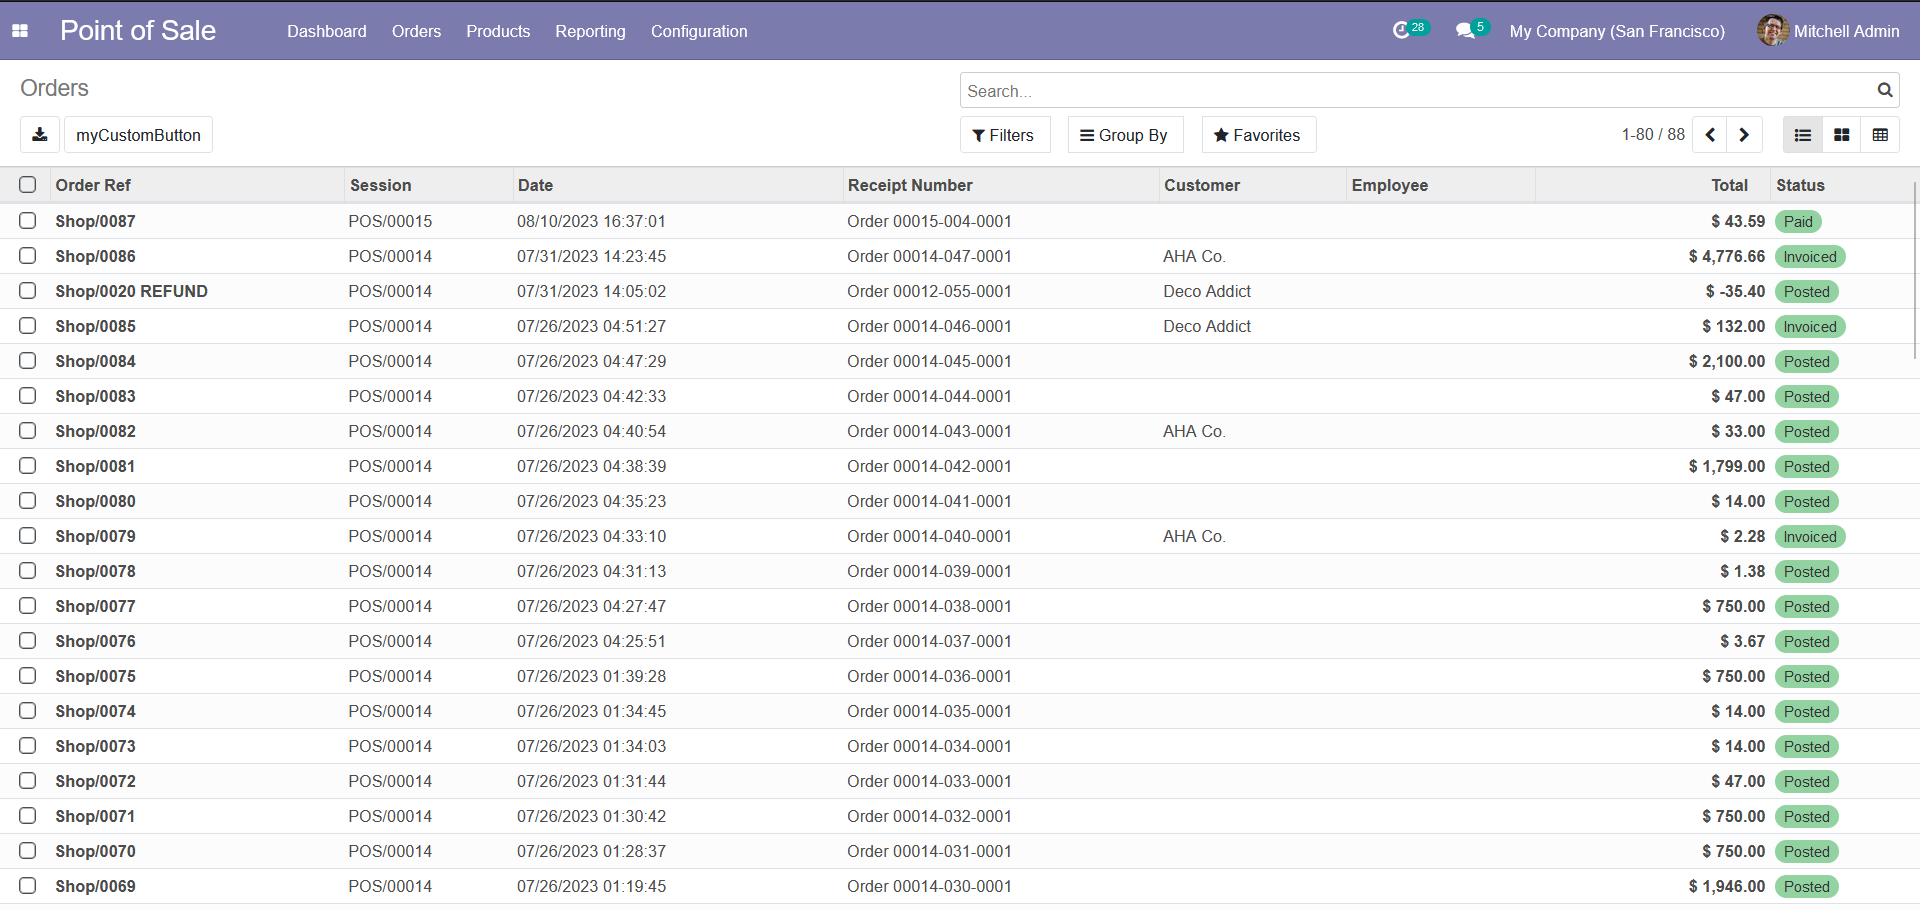 Point of Sale Dashboard Orders Products Reporting Configuration 28 5 My Company (San Francisco) Mitchell Admin
Orders Search...
myCustomButton Filters Group By Favorites 1-80 / 88
Order Ref Session Date Receipt Number Customer Employee Total Status
Shop/0087 POS/00015 08/10/2023 16:37:01 Order 00015-004-0001 $ 43.59 Paid
Shop/0086 POS/00014 07/31/2023 14:23:45 Order 00014-047-0001 AHA Co. $ 4,776.66 Invoiced
Shop/0020 REFUND POS/00014 07/31/2023 14:05:02 Order 00012-055-0001 Deco Addict $ -35.40 Posted
Shop/0085 POS/00014 07/26/2023 04:51:27 Order 00014-046-0001 Deco Addict $ 132.00 Invoiced
Shop/0084 POS/00014 07/26/2023 04:47:29 Order 00014-045-0001 $ 2,100.00 Posted
Shop/0083 POS/00014 07/26/2023 04:42:33 Order 00014-044-0001 $ 47.00 Posted
Shop/0082 POS/00014 07/26/2023 04:40:54 Order 00014-043-0001 AHA Co. $ 33.00 Posted
Shop/0081 POS/00014 07/26/2023 04:38:39 Order 00014-042-0001 $ 1,799.00 Posted
Shop/0080 POS/00014 07/26/2023 04:35:23 Order 00014-041-0001 $ 14.00 Posted
Shop/0079 POS/00014 07/26/2023 04:33:10 Order 00014-040-0001 AHA Co. $ 2.28 Invoiced
Shop/0078 POS/00014 07/26/2023 04:31:13 Order 00014-039-0001 $ 1.38 Posted
Shop/0077 POS/00014 07/26/2023 04:27:47 Order 00014-038-0001 $ 750.00 Posted
Shop/0076 POS/00014 07/26/2023 04:25:51 Order 00014-037-0001 $ 3.67 Posted
Shop/0075 POS/00014 07/26/2023 01:39:28 Order 00014-036-0001 $ 750.00 Posted
Shop/0074 POS/00014 07/26/2023 01:34:45 Order 00014-035-0001 $ 14.00 Posted
Shop/0073 POS/00014 07/26/2023 01:34:03 Order 00014-034-0001 $ 14.00 Posted
Shop/0072 POS/00014 07/26/2023 01:31:44 Order 00014-033-0001 $ 47.00 Posted
Shop/0071 POS/00014 07/26/2023 01:30:42 Order 00014-032-0001 $ 750.00 Posted
Shop/0070 POS/00014 07/26/2023 01:28:37 Order 00014-031-0001 $ 750.00 Posted
Shop/0069 POS/00014 07/26/2023 01:19:45 Order 00014-030-0001 $ 1,946.00 Posted